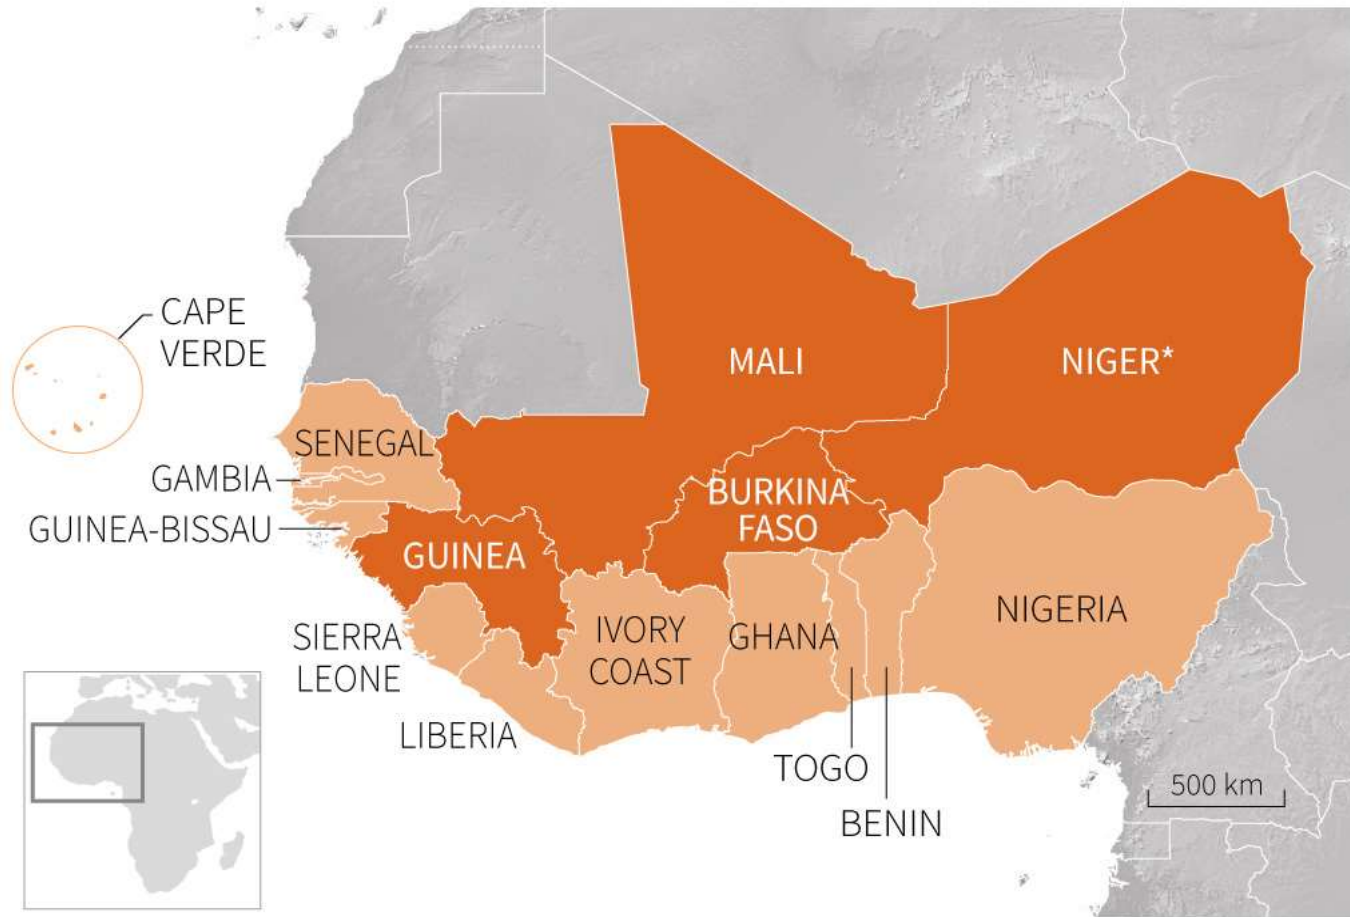 CAPE
VERDE
MALI
NIGER*
SENEGAL
GAMBIA
BURKINA
FASO
GUINEA-BISSAU
GUINEA
NIGERIA
SIERRA
LEONE
IVORY
COAST
GHANA
LIBERIA
TOGO
500 km
BENIN